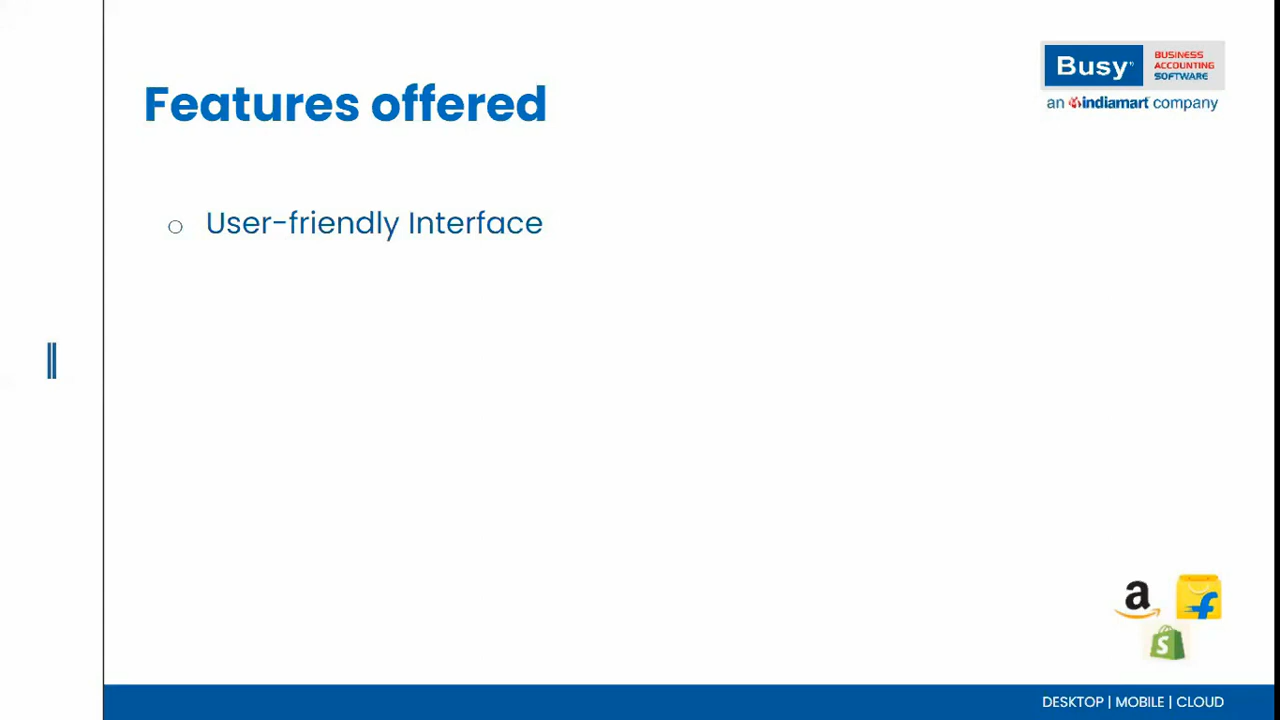 Features offered
Busy
BUSINESS
ACCOUNTING
SOFTWARE
an indiamart company
User-friendly Interface
a
f
S
DESKTOP | MOBILE | CLOUD